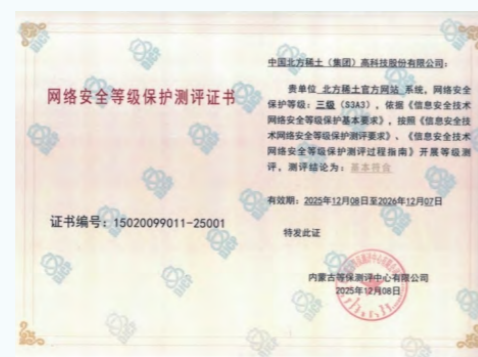 网络安全等级保护测评证书
证书编号：15020099011-25001
中国北方稀土（集团）高科技股份有限公司：
贵单位 北方稀土官方网站 系统，网络安全
保护等级：三级（S3A3），依据《信息安全技术
网络安全等级保护基本要求》，按照《信息安全技
术网络安全等级保护测评要求》、《信息安全技术
网络安全等级保护测评过程指南》开展等级测
评，测评结论为：基本符合
有效期：2025年12月08日至2026年12月07日
特发此证
内蒙古等保测评中心有限公司
2025年12月08日